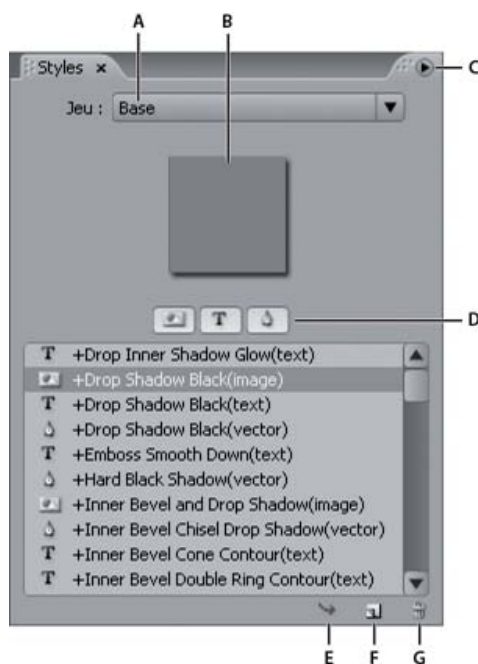 A B
Styles × C
Jeu : Base
D
T
T +Drop Inner Shadow Glow(text)
+Drop Shadow Black(image)
T +Drop Shadow Black(text)
+Drop Shadow Black(vector)
T +Emboss Smooth Down(text)
+Hard Black Shadow(vector)
+Inner Bevel and Drop Shadow(image)
+Inner Bevel Chisel Drop Shadow(vector)
T +Inner Bevel Cone Contour(text)
T +Inner Bevel Double Ring Contour(text)
E F G